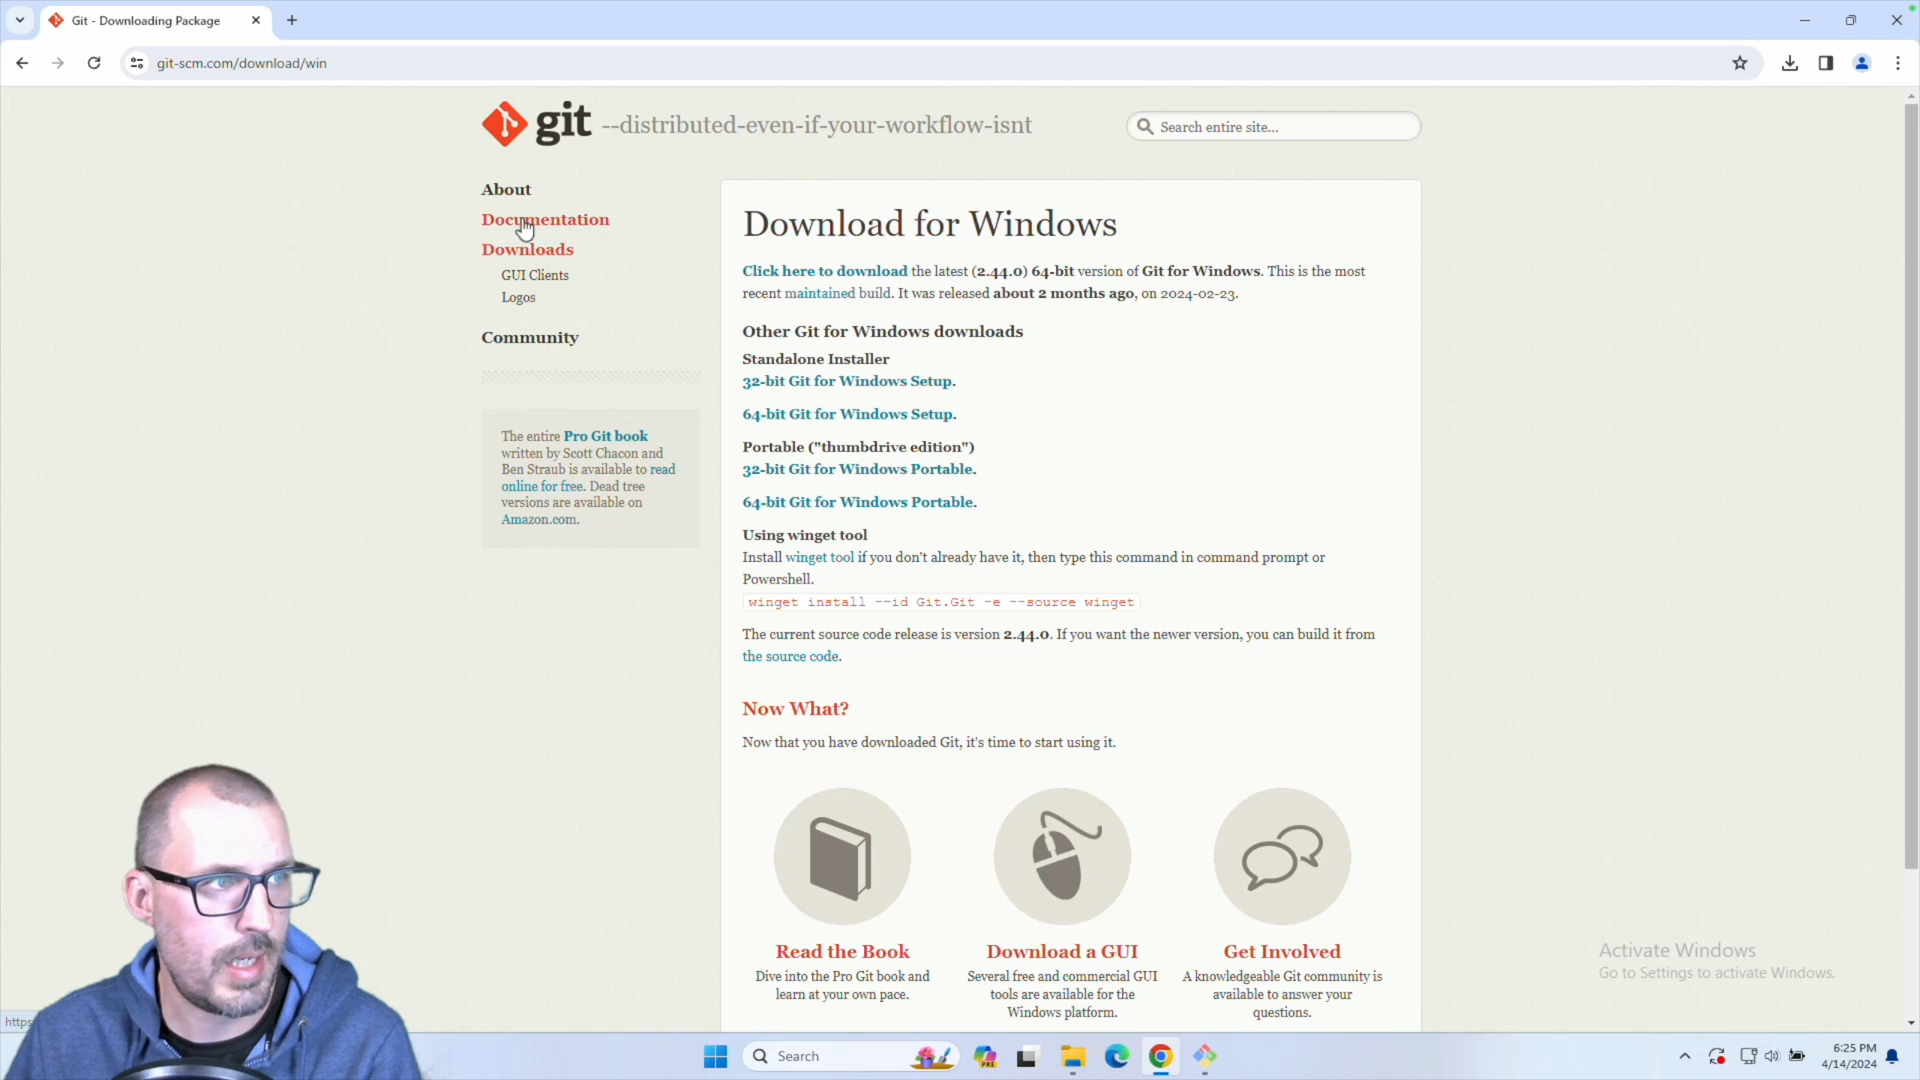 Git - Downloading Package
git-scm.com/download/win
git --distributed-even-if-your-workflow-isnt
Search entire site...
About
Documentation
Downloads
GUI Clients
Logos
Community
The entire Pro Git book
written by Scott Chacon and
Ben Straub is available to read
online for free. Dead tree
versions are available on
Amazon.com.
Download for Windows
Click here to download the latest (2.44.0) 64-bit version of Git for Windows. This is the most
recent maintained build. It was released about 2 months ago, on 2024-02-23.
Other Git for Windows downloads
Standalone Installer
32-bit Git for Windows Setup.
64-bit Git for Windows Setup.
Portable ("thumbdrive edition")
32-bit Git for Windows Portable.
64-bit Git for Windows Portable.
Using winget tool
Install winget tool if you don't already have it, then type this command in command prompt or
Powershell.
winget install --id Git.Git -e --source winget
The current source code release is version 2.44.0. If you want the newer version, you can build it from
the source code.
Now What?
Now that you have downloaded Git, it's time to start using it.
Read the Book
Dive into the Pro Git book and
learn at your own pace.
Download a GUI
Several free and commercial GUI
tools are available for the
Windows platform.
Get Involved
A knowledgeable Git community is
available to answer your
questions.
Activate Windows
Go to Settings to activate Windows.
https
Search
PRE
6:25 PM
4/14/2024